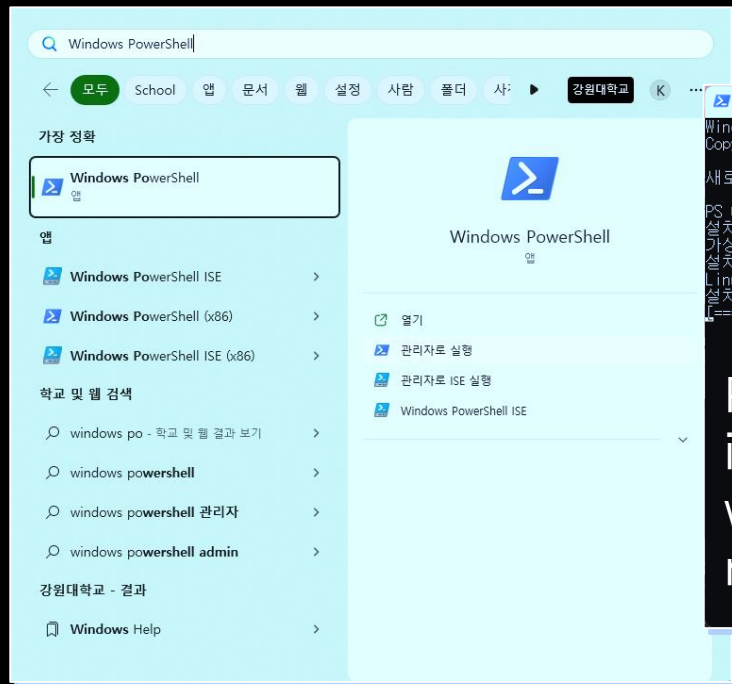 Windows PowerShell
모두 School 앱 문서 웹 설정 사람 폴더 강원대학교 K
가장 정확
Windows PowerShell
앱
앱
Windows PowerShell ISE
Windows PowerShell (x86)
Windows PowerShell ISE (x86)
학교 및 웹 검색
windows po - 학교 및 웹 결과 보기
windows powershell
windows powershell 관리자
windows powershell admin
강원대학교 - 결과
Windows Help
Windows PowerShell
앱
열기
관리자로 실행
관리자로 ISE 실행
Windows PowerShell ISE
PS